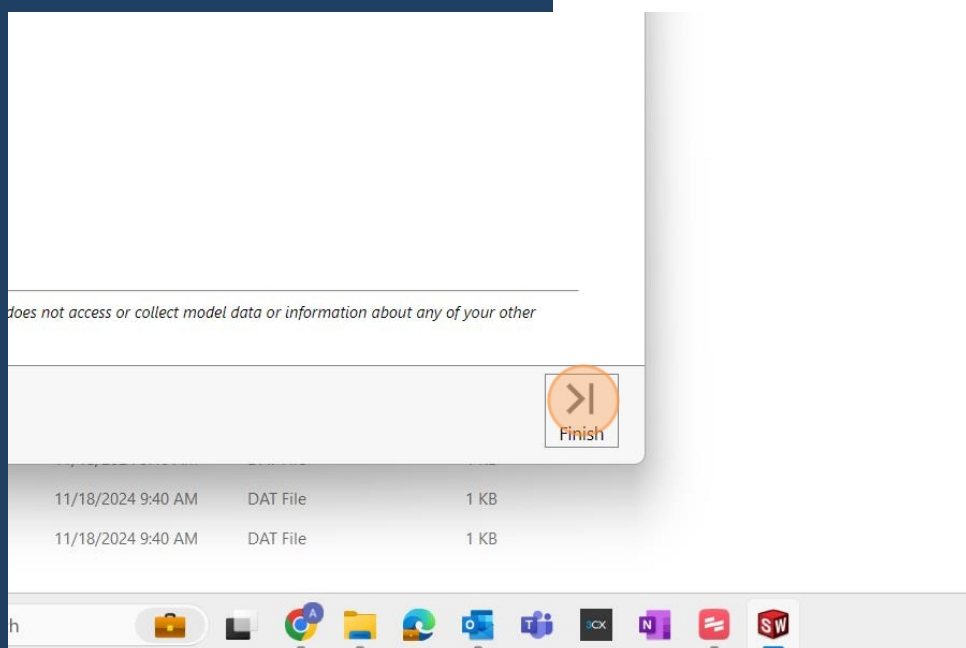 does not access or collect model data or information about any of your other
Finish
11/18/2024 9:40 AM DAT File 1 KB
11/18/2024 9:40 AM DAT File 1 KB
h A O T 3CX N SW